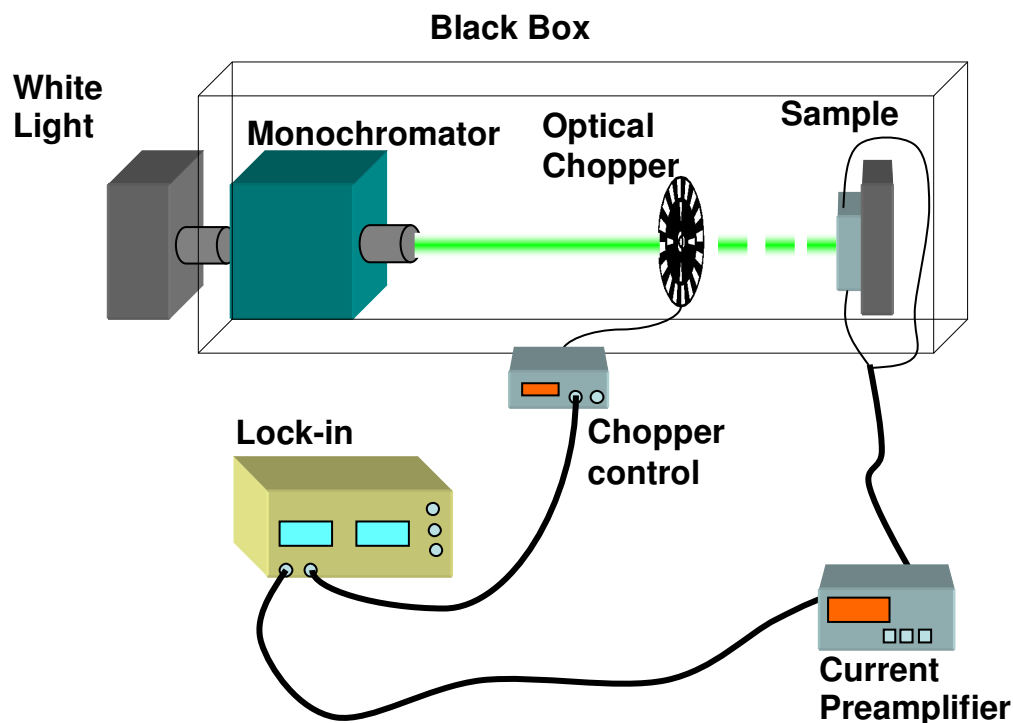 Black Box
White
Light
Monochromator
Optical
Chopper
Sample
Lock-in
Chopper
control
Current
Preamplifier